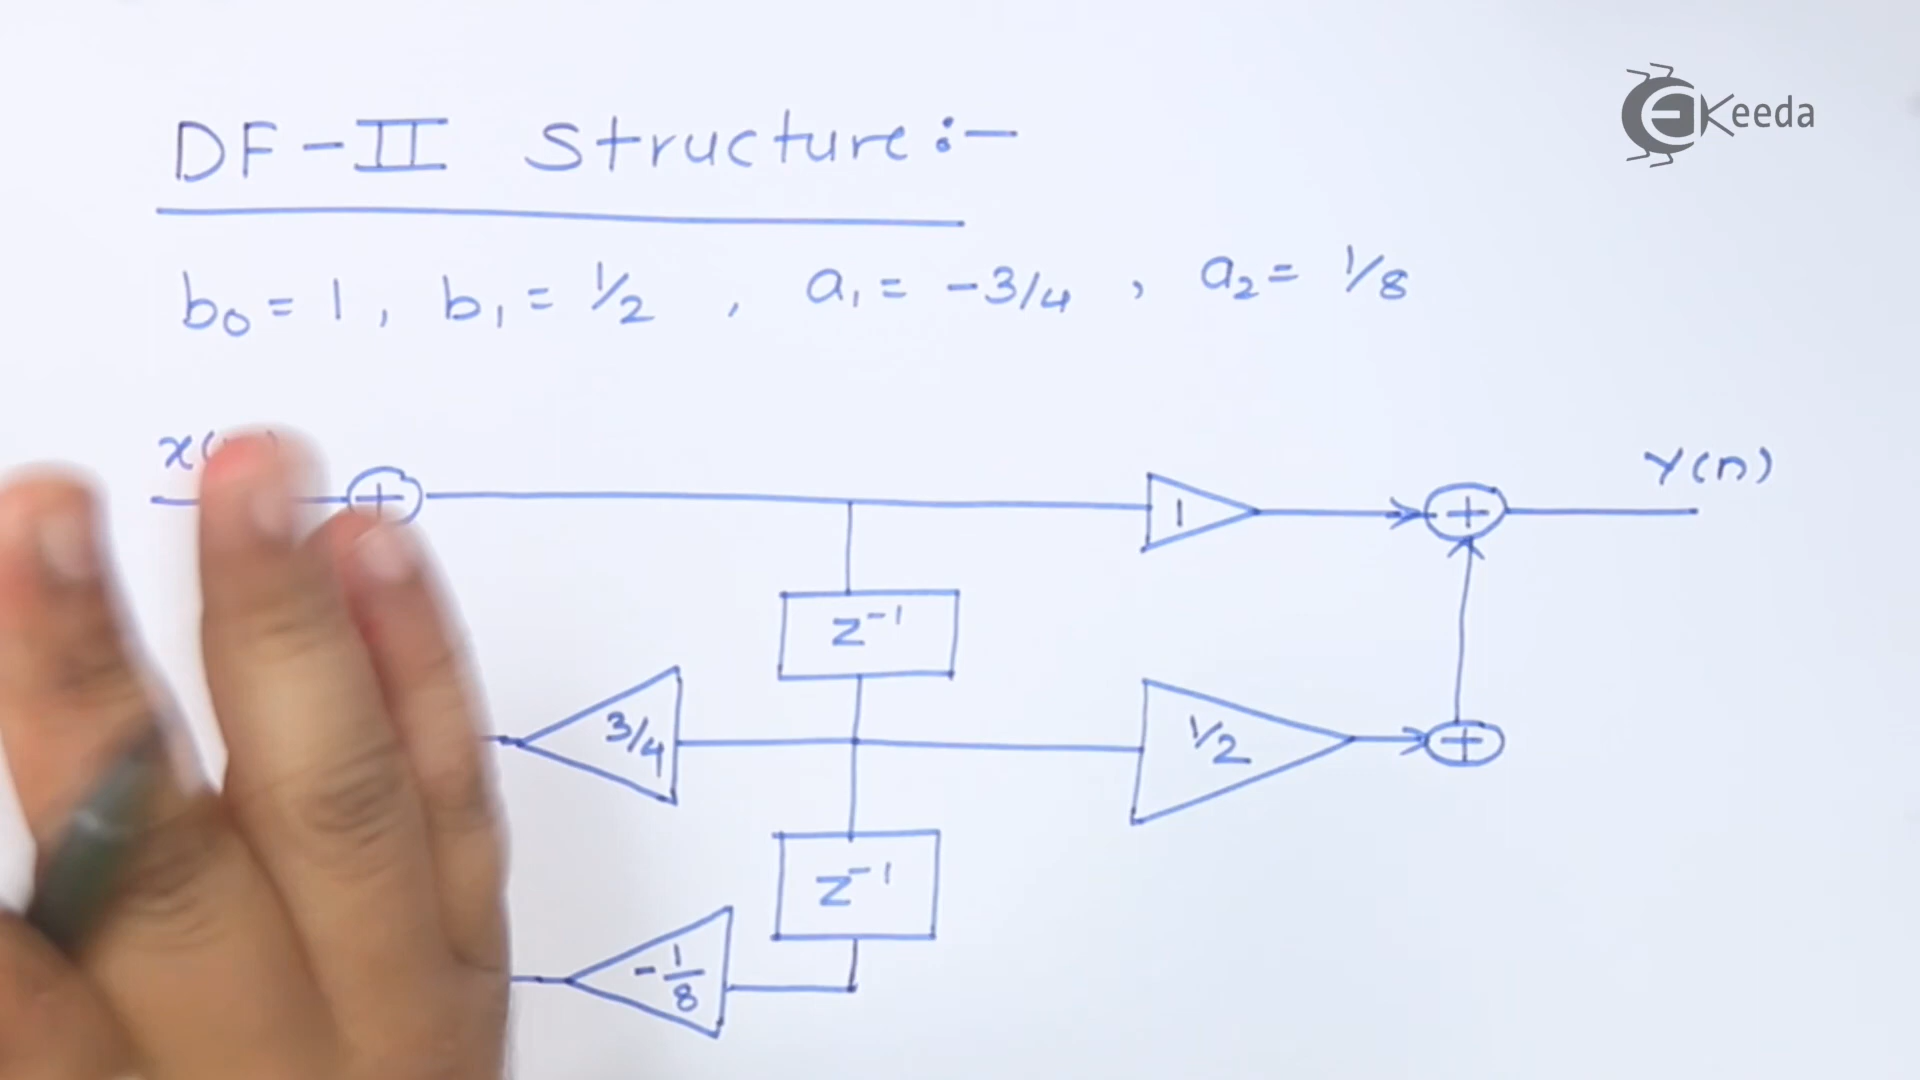 EKeeda
DF-II Structure:-
b₀ = 1, b₁ = 1/2, a₁ = -3/4, a₂ = 1/8
x(
+
1
+
Y(n)
z⁻¹
3/4
1/2
+
z⁻¹
-1/8